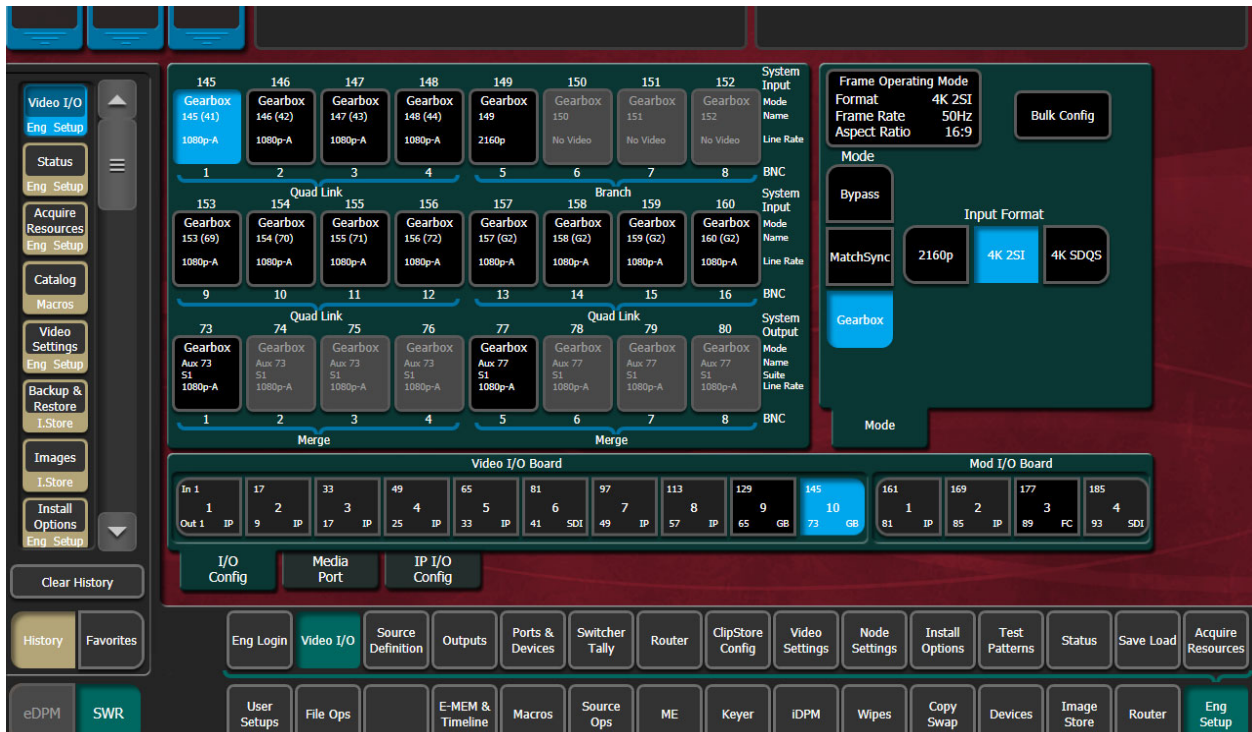 Video I/O
Eng Setup
Status
Eng Setup
Acquire
Resources
Eng Setup
Catalog
Macros
Video
Settings
Eng Setup
Backup &
Restore
I.Store
Images
I.Store
Install
Options
Eng Setup
Clear History
History Favorites
eDPM SWR
145 146 147 148 149 150 151 152 System
Input
Gearbox Gearbox Gearbox Gearbox Gearbox Gearbox Gearbox Gearbox Mode
145 (41) 146 (42) 147 (43) 148 (44) 149 150 151 152 Name
1080p-A 1080p-A 1080p-A 1080p-A 2160p No Video No Video No Video Line Rate
1 2 3 4 5 6 7 8 BNC
Quad Link Branch
153 154 155 156 157 158 159 160 System
Input
Gearbox Gearbox Gearbox Gearbox Gearbox Gearbox Gearbox Gearbox Mode
153 (69) 154 (70) 155 (71) 156 (72) 157 (G2) 158 (G2) 159 (G2) 160 (G2) Name
1080p-A 1080p-A 1080p-A 1080p-A 1080p-A 1080p-A 1080p-A 1080p-A Line Rate
9 10 11 12 13 14 15 16 BNC
Quad Link Quad Link
73 74 75 76 77 78 79 80 System
Output
Gearbox Gearbox Gearbox Gearbox Gearbox Gearbox Gearbox Gearbox Mode
Aux 73 Aux 73 Aux 73 Aux 73 Aux 77 Aux 77 Aux 77 Aux 77 Name
S1 S1 S1 S1 S1 S1 S1 S1 Suite
1080p-A 1080p-A 1080p-A 1080p-A 1080p-A 1080p-A 1080p-A 1080p-A Line Rate
1 2 3 4 5 6 7 8 BNC
Merge Merge
Frame Operating Mode
Format 4K 2SI
Frame Rate 50Hz
Aspect Ratio 16:9
Bulk Config
Mode
Bypass
MatchSync
Gearbox
Input Format
2160p 4K 2SI 4K SDQS
Mode
Video I/O Board
In 1 17 33 49 65 81 97 113 129 145
1 2 3 4 5 6 7 8 9 10
Out 1 IP 9 IP 17 IP 25 IP 33 IP 41 SDI 49 IP 57 IP 65 GB 73 GB
Mod I/O Board
161 169 177 185
1 2 3 4
81 IP 85 IP 89 FC 93 SDI
I/O
Config
Media
Port
IP I/O
Config
Eng Login
Video I/O
Source
Definition
Outputs
Ports &
Devices
Switcher
Tally
Router
ClipStore
Config
Video
Settings
Node
Settings
Install
Options
Test
Patterns
Status
Save Load
Acquire
Resources
User
Setups
File Ops
E-MEM &
Timeline
Macros
Source
Ops
ME
Keyer
iDPM
Wipes
Copy
Swap
Devices
Image
Store
Router
Eng
Setup